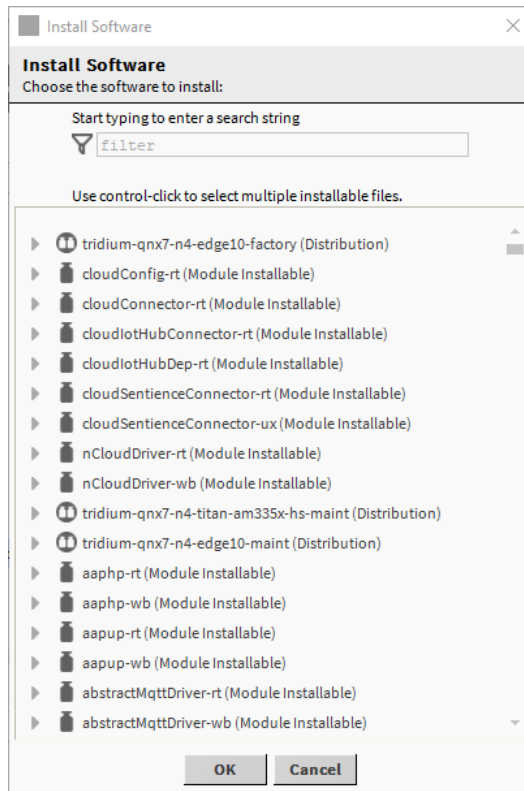 Install Software
Install Software
Choose the software to install:
Start typing to enter a search string
filter
Use control-click to select multiple installable files.
tridium-qnx7-n4-edge10-factory (Distribution)
cloudConfig-rt (Module Installable)
cloudConnector-rt (Module Installable)
cloudIotHubConnector-rt (Module Installable)
cloudIotHubDep-rt (Module Installable)
cloudSentienceConnector-rt (Module Installable)
cloudSentienceConnector-ux (Module Installable)
nCloudDriver-rt (Module Installable)
nCloudDriver-wb (Module Installable)
tridium-qnx7-n4-titan-am335x-hs-maint (Distribution)
tridium-qnx7-n4-edge10-maint (Distribution)
aaphp-rt (Module Installable)
aaphp-wb (Module Installable)
aapup-rt (Module Installable)
aapup-wb (Module Installable)
abstractMqttDriver-rt (Module Installable)
abstractMqttDriver-wb (Module Installable)
OK Cancel